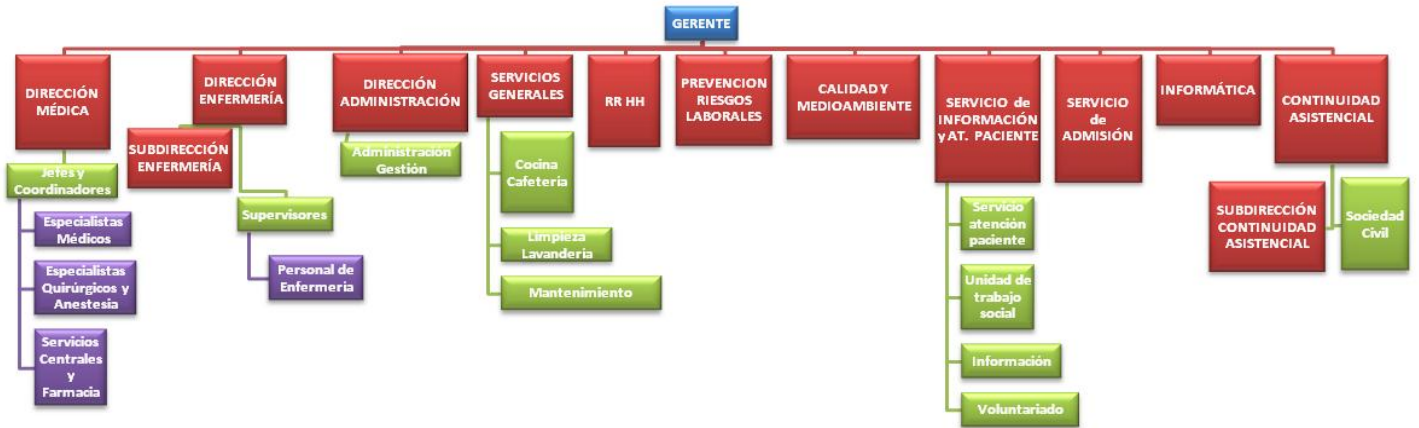 GERENTE
DIRECCIÓN
MÉDICA
Jefes y
Coordinadores
Especialistas
Médicos
Especialistas
Quirúrgicos y
Anestesia
Servicios
Centrales
y
Farmacia
DIRECCIÓN
ENFERMERÍA
SUBDIRECCIÓN
ENFERMERÍA
Supervisores
Personal de
Enfermería
DIRECCIÓN
ADMINISTRACIÓN
Administración
Gestión
SERVICIOS
GENERALES
Cocina
Cafetería
Limpieza
Lavandería
Mantenimiento
RR HH
PREVENCION
RIESGOS
LABORALES
CALIDAD Y
MEDIOAMBIENTE
SERVICIO de
INFORMACIÓN
y AT. PACIENTE
Servicio
atención
paciente
Unidad de
trabajo
social
Información
Voluntariado
SERVICIO
de
ADMISIÓN
INFORMÁTICA
CONTINUIDAD
ASISTENCIAL
SUBDIRECCIÓN
CONTINUIDAD
ASISTENCIAL
Sociedad
Civil